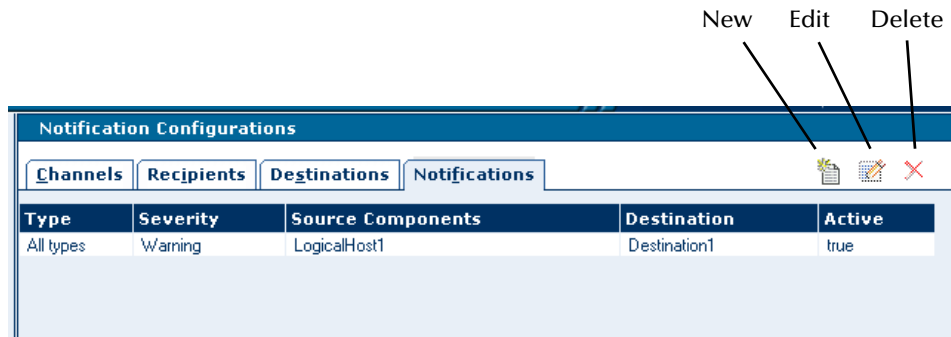 New Edit Delete
Notification Configurations
Channels Recipients Destinations Notifications
Type Severity Source Components Destination Active
All types Warning LogicalHost1 Destination1 true